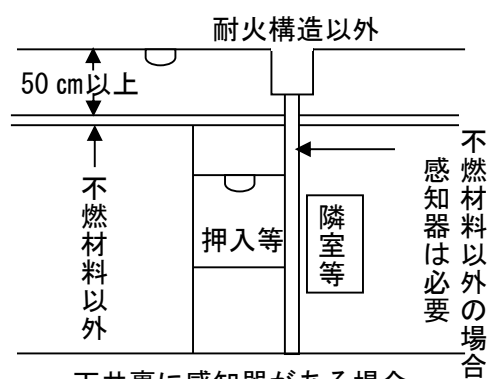 耐火構造以外
50 cm以上
不燃材料以外
押入等
隣室等
不燃材料以外の場合
感知器は必要